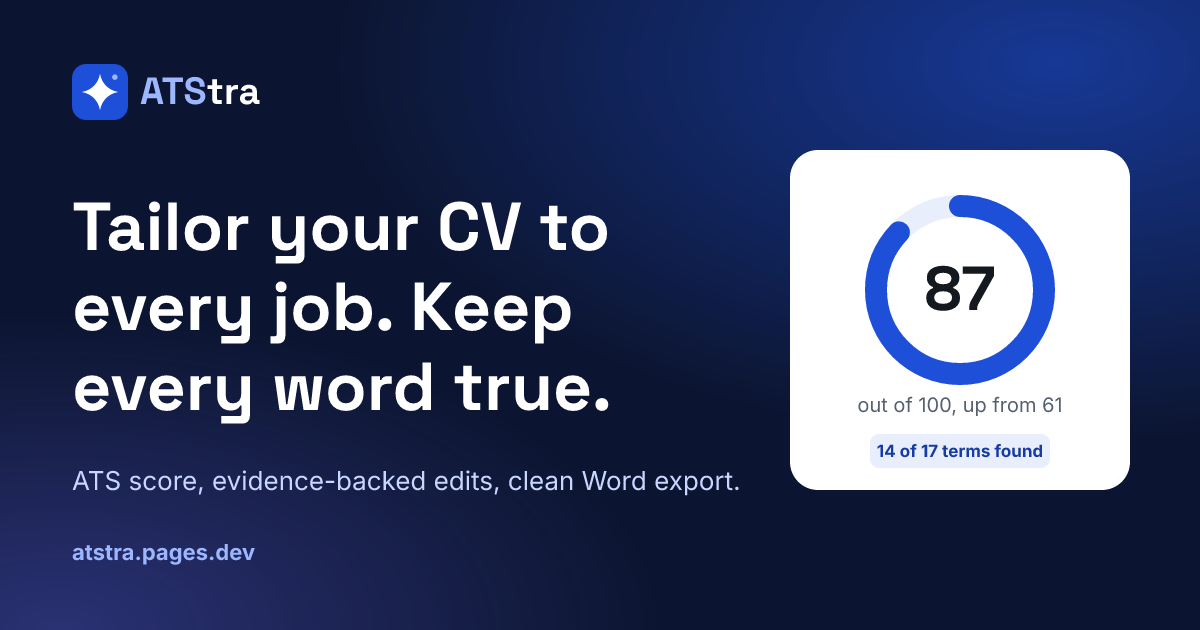 ATStra
Tailor your CV to
every job. Keep
every word true.
ATS score, evidence-backed edits, clean Word export.
atstra.pages.dev
87
out of 100, up from 61
14 of 17 terms found